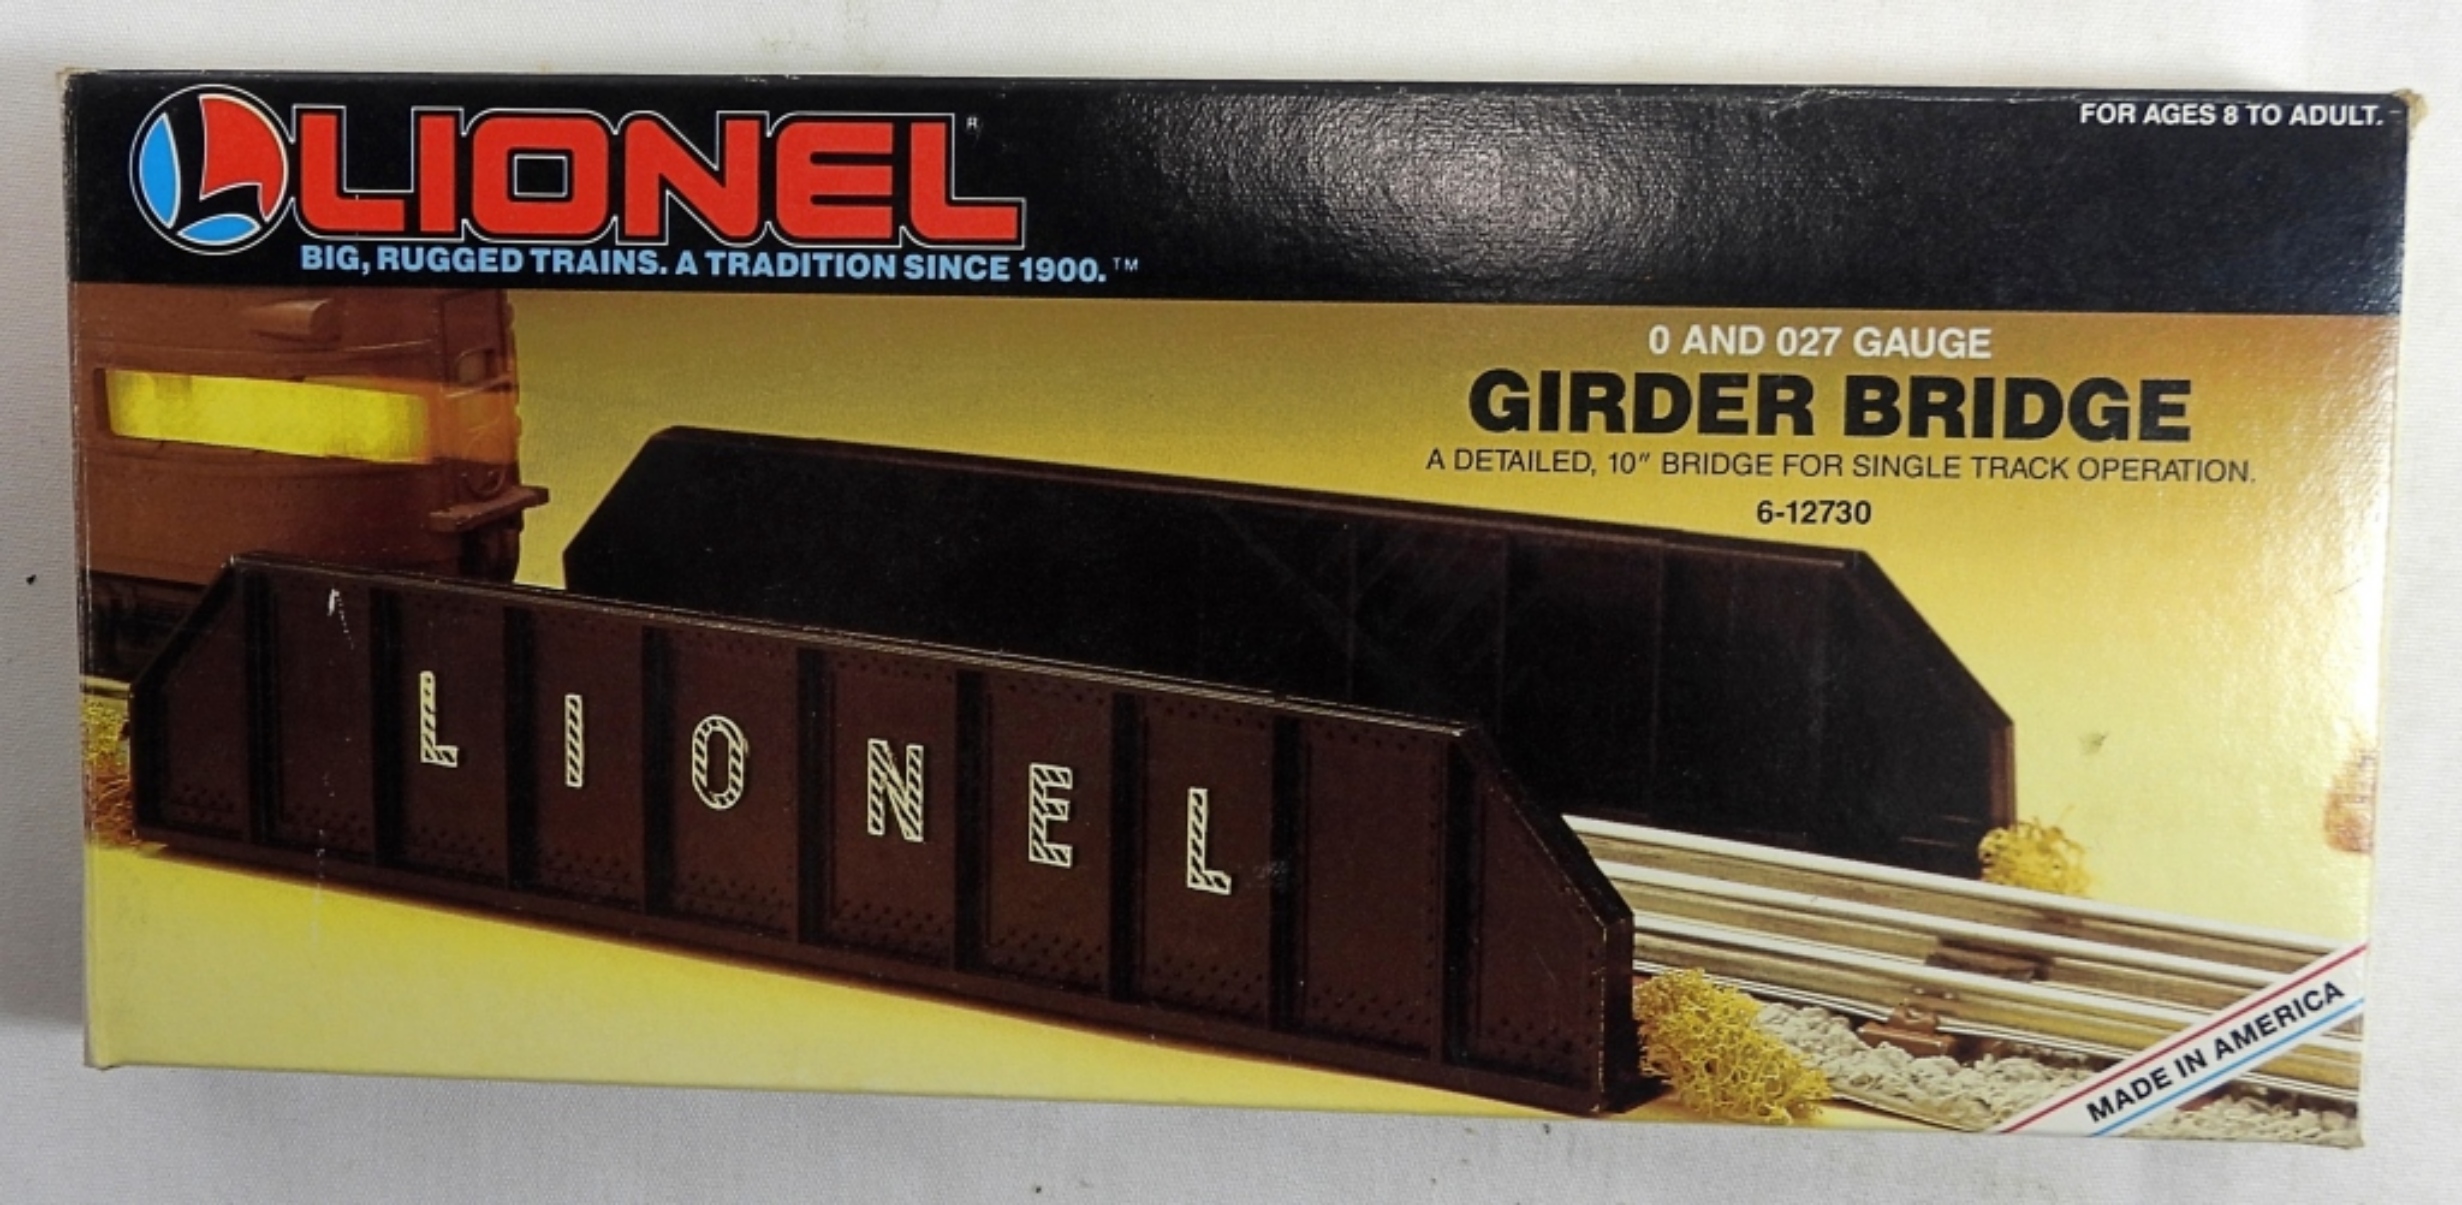 LIONEL®
BIG, RUGGED TRAINS. A TRADITION SINCE 1900.™
FOR AGES 8 TO ADULT.
0 AND 027 GAUGE
GIRDER BRIDGE
A DETAILED, 10" BRIDGE FOR SINGLE TRACK OPERATION.
6-12730
LIONEL
MADE IN AMERICA